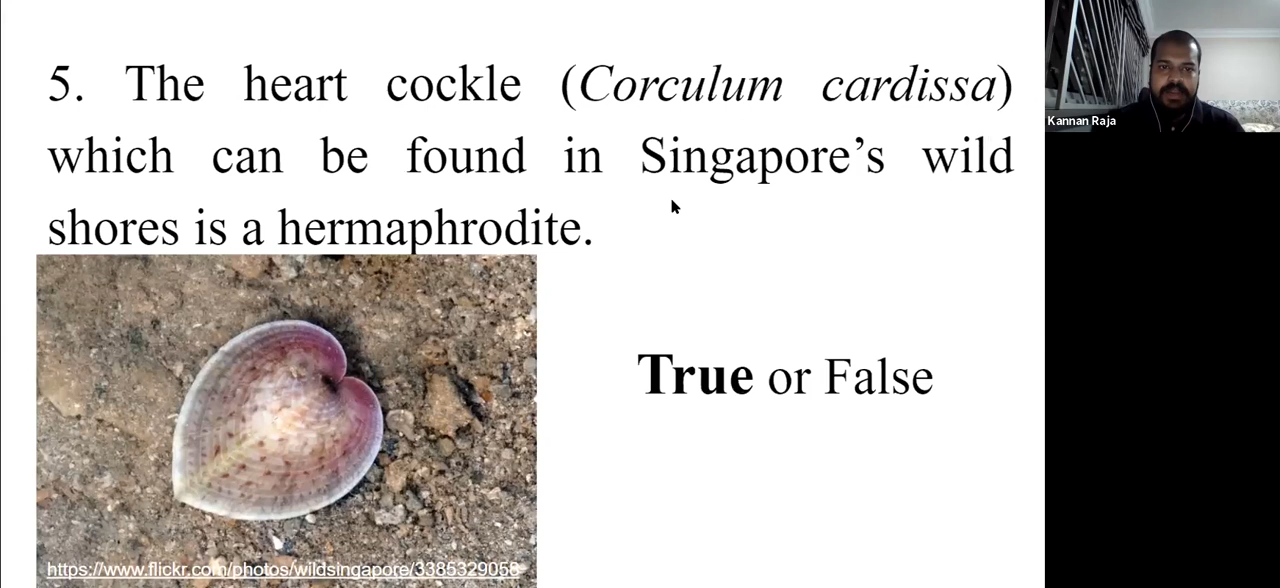 5. The heart cockle (Corculum cardissa)
which can be found in Singapore’s wild
shores is a hermaphrodite.
Kannan Raja
True or False
https://www.flickr.com/photos/wildsingapore/3385329058